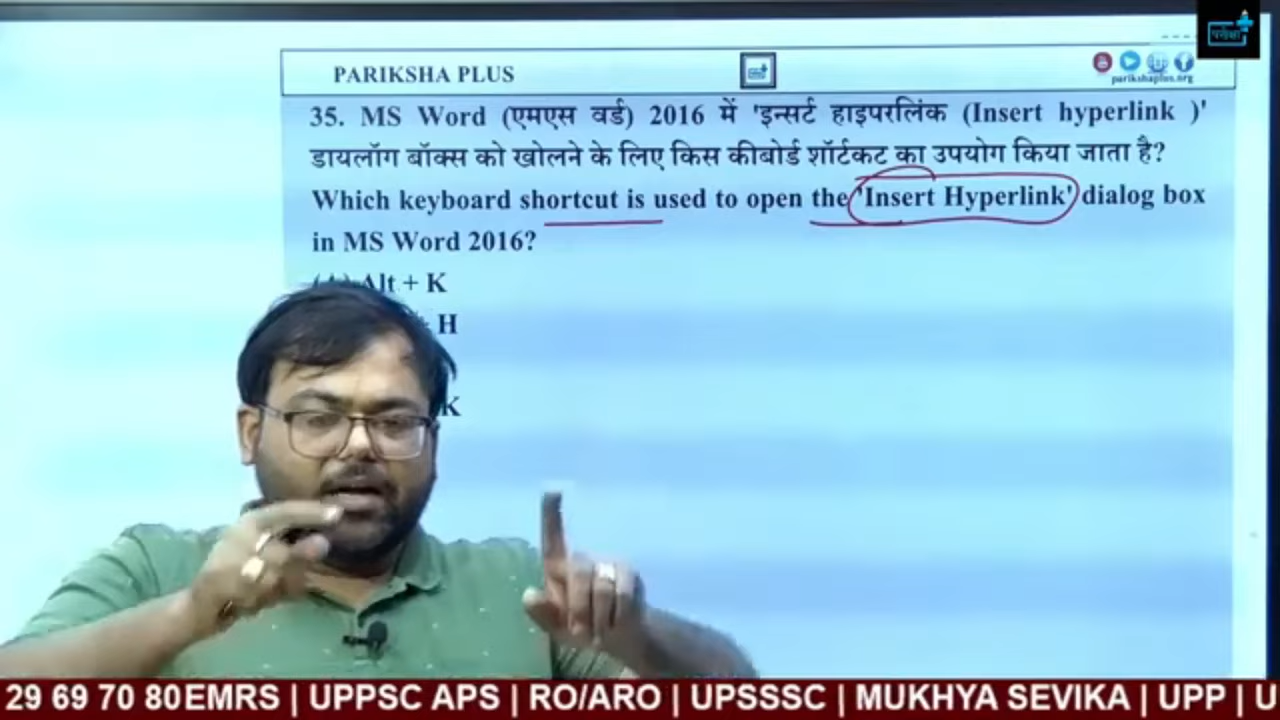 परीक्षा
PARIKSHA PLUS
parikshaplus.org
35. MS Word (एमएस वर्ड) 2016 में 'इन्सर्ट हाइपरलिंक (Insert hyperlink )'
डायलॉग बॉक्स को खोलने के लिए किस कीबोर्ड शॉर्टकट का उपयोग किया जाता है?
Which keyboard shortcut is used to open the 'Insert Hyperlink' dialog box
in MS Word 2016?
(A) Alt + K
+ H
K
29 69 70 80EMRS | UPPSC APS | RO/ARO | UPSSSC | MUKHYA SEVIKA | UPP | U